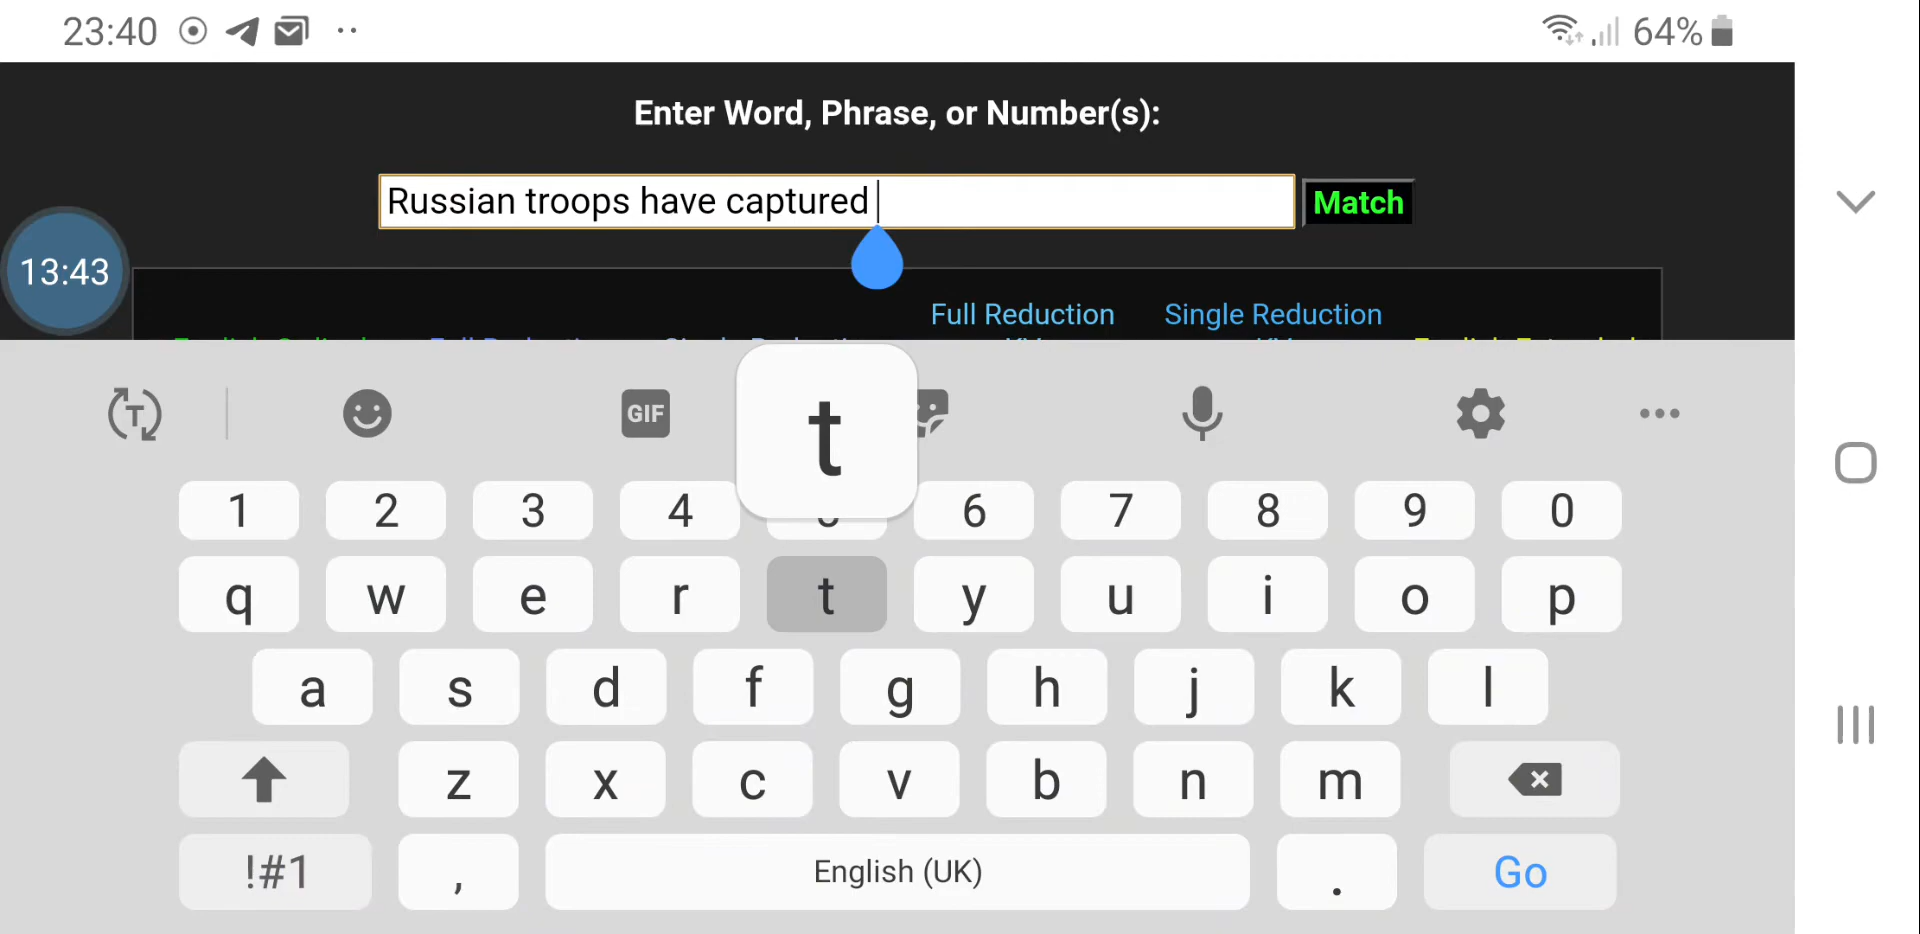 23:40
64%
Enter Word, Phrase, or Number(s):
Russian troops have captured
Match
13:43
Full Reduction Single Reduction
T
GIF
t
1 2 3 4 6 7 8 9 0
q w e r t y u i o p
a s d f g h j k l
z x c v b n m
!#1 , English (UK) . Go